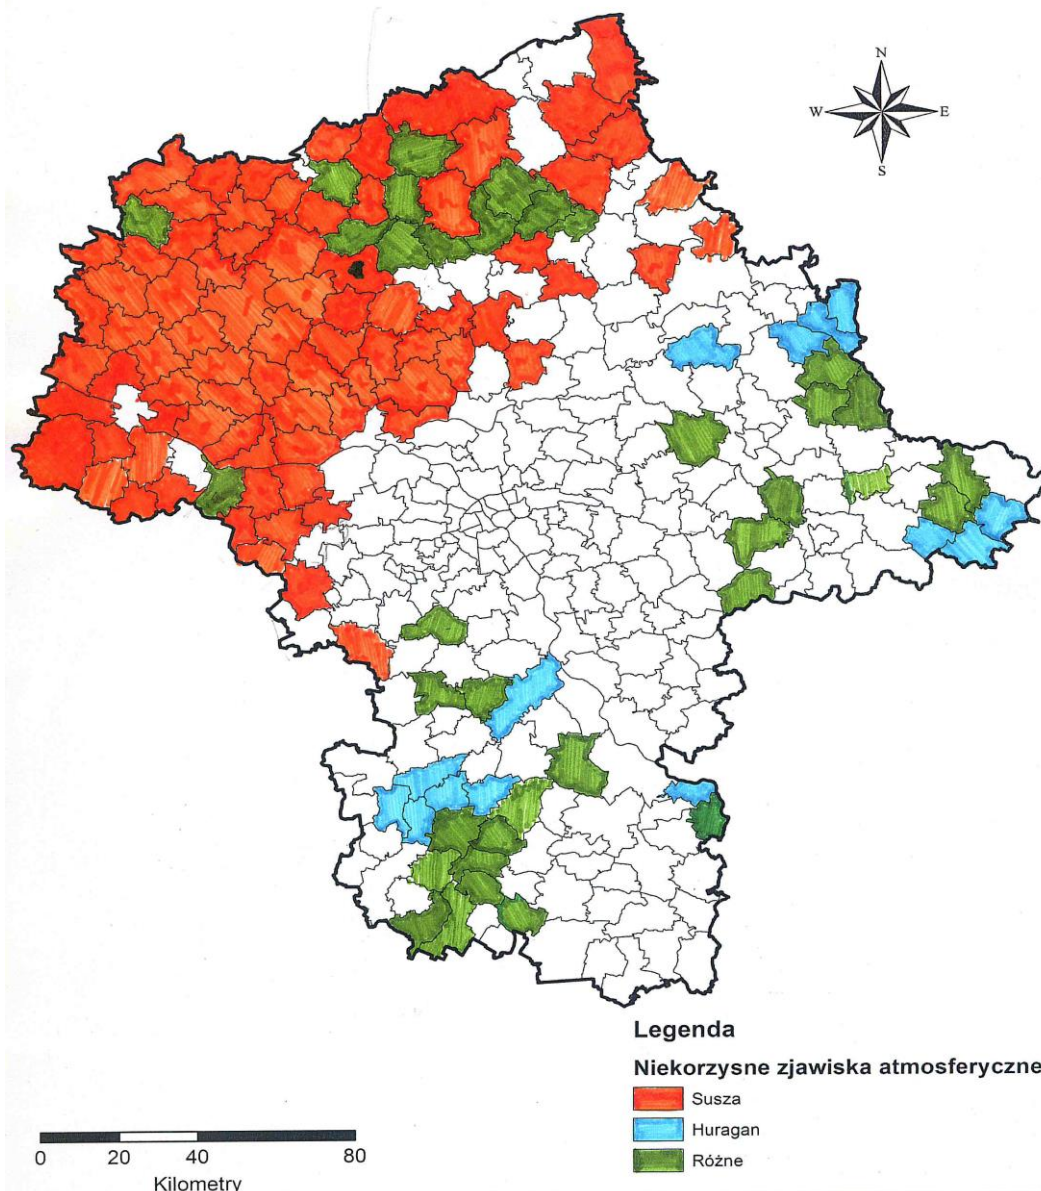 N
W E
S
Legenda
Niekorzysne zjawiska atmosferyczne
Susza
Huragan
Różne
0 20 40 80
Kilometry